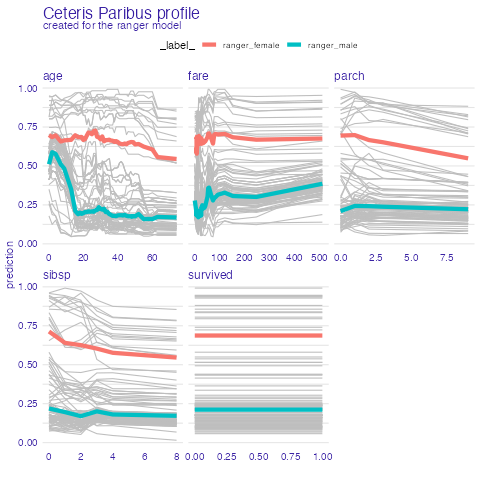 Ceteris Paribus profile
created for the ranger model
_label_ ranger_female ranger_male
age fare parch
1.00
0.75
0.50
0.25
0.00
0 20 40 60 0 100 200 300 400 500 0.0 2.5 5.0 7.5
prediction
sibsp survived
1.00
0.75
0.50
0.25
0.00
0 2 4 6 8 0.00 0.25 0.50 0.75 1.00